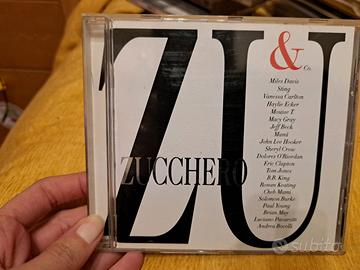 ZU
& Co.
Miles Davis
Sting
Vanessa Carlton
Haylie Ecker
Mousse T.
Macy Gray
Jeff Beck
Maná
John Lee Hooker
Sheryl Crow
Dolores O'Riordan
Eric Clapton
Tom Jones
B.B. King
Ronan Keating
Cheb Mami
Solomon Burke
Paul Young
Brian May
Luciano Pavarotti
Andrea Bocelli
ZUCCHERO
subito